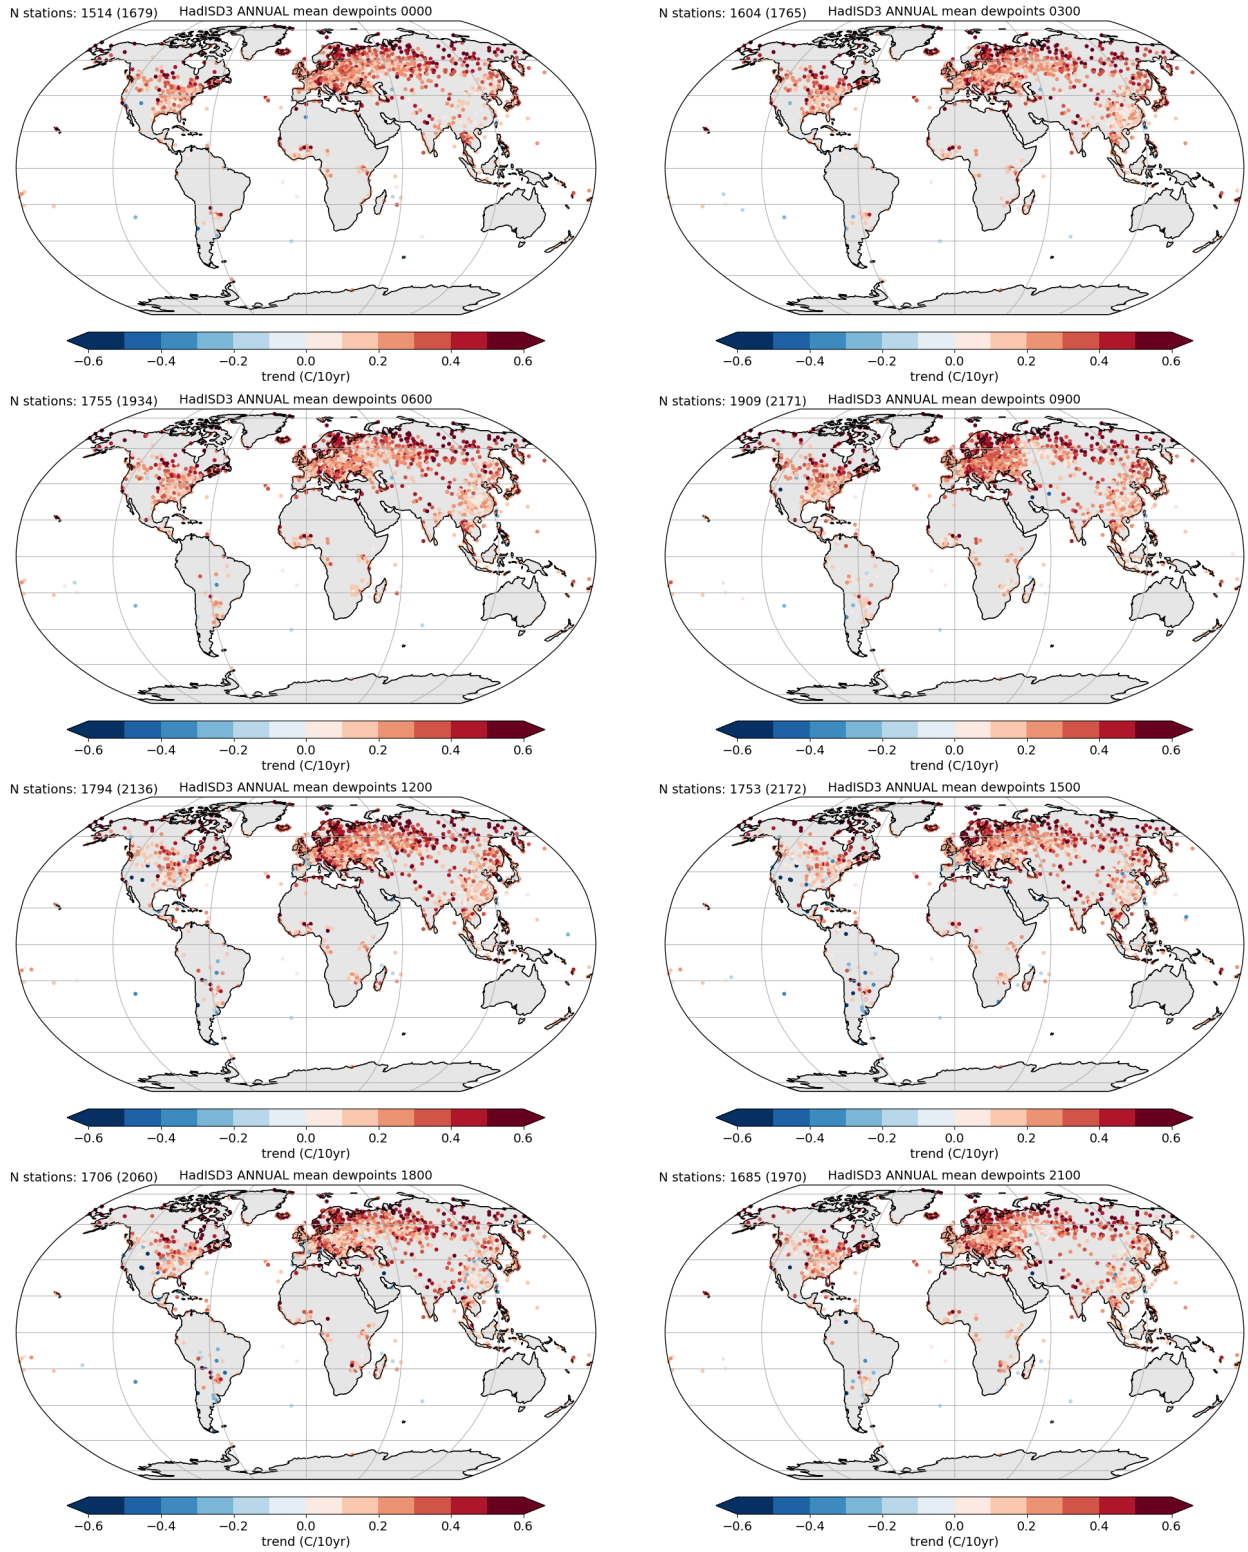 N stations: 1514 (1679) HadISD3 ANNUAL mean dewpoints 0000
−0.6 −0.4 −0.2 0.0 0.2 0.4 0.6
trend (C/10yr)
N stations: 1604 (1765) HadISD3 ANNUAL mean dewpoints 0300
−0.6 −0.4 −0.2 0.0 0.2 0.4 0.6
trend (C/10yr)
N stations: 1755 (1934) HadISD3 ANNUAL mean dewpoints 0600
−0.6 −0.4 −0.2 0.0 0.2 0.4 0.6
trend (C/10yr)
N stations: 1909 (2171) HadISD3 ANNUAL mean dewpoints 0900
−0.6 −0.4 −0.2 0.0 0.2 0.4 0.6
trend (C/10yr)
N stations: 1794 (2136) HadISD3 ANNUAL mean dewpoints 1200
−0.6 −0.4 −0.2 0.0 0.2 0.4 0.6
trend (C/10yr)
N stations: 1753 (2172) HadISD3 ANNUAL mean dewpoints 1500
−0.6 −0.4 −0.2 0.0 0.2 0.4 0.6
trend (C/10yr)
N stations: 1706 (2060) HadISD3 ANNUAL mean dewpoints 1800
−0.6 −0.4 −0.2 0.0 0.2 0.4 0.6
trend (C/10yr)
N stations: 1685 (1970) HadISD3 ANNUAL mean dewpoints 2100
−0.6 −0.4 −0.2 0.0 0.2 0.4 0.6
trend (C/10yr)